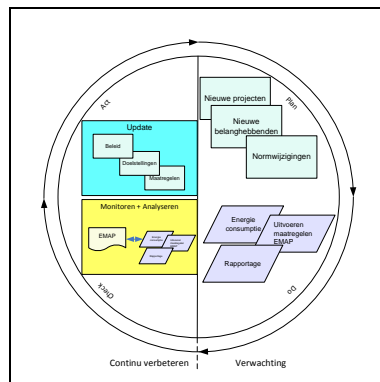 Act
Plan
Nieuwe projecten
Nieuwe
belanghebbenden
Normwijzigingen
Update
Beleid
Doelstellingen
Maatregelen
Monitoren + Analyseren
EMAP
Rapportage
Energie
consumptie
Uitvoeren
maatregelen
EMAP
Rapportage
Check
Do
Continu verbeteren
Verwachting